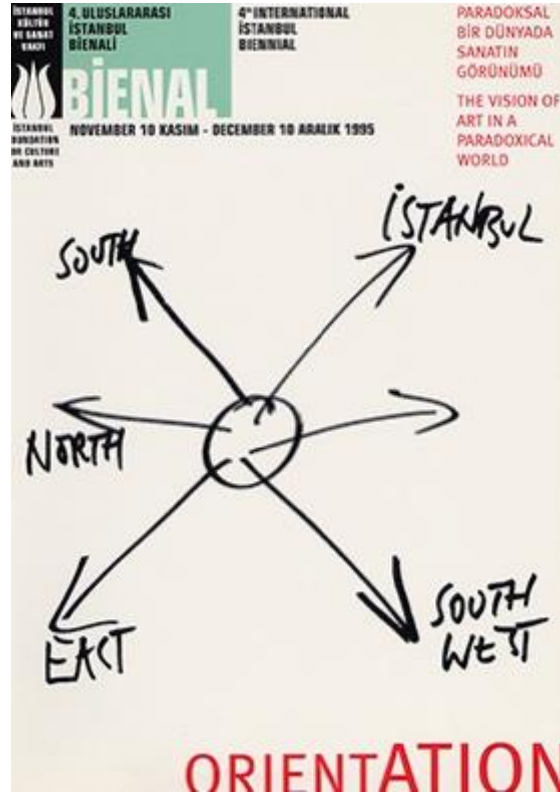 İSTANBUL
KÜLTÜR
VE SANAT
VAKFI
İSTANBUL
OUNDATION
OR CULTURE
AND ARTS
4. ULUSLARARASI
İSTANBUL
BİENALİ
4th INTERNATIONAL
İSTANBUL
BIENNIAL
BİENAL
NOVEMBER 10 KASIM - DECEMBER 10 ARALIK 1995
PARADOKSAL
BİR DÜNYADA
SANATIN
GÖRÜNÜMÜ
THE VISION OF
ART IN A
PARADOXICAL
WORLD
SOUTH
İSTANBUL
NORTH
EAST
SOUTH
WEST
ORIENTATION